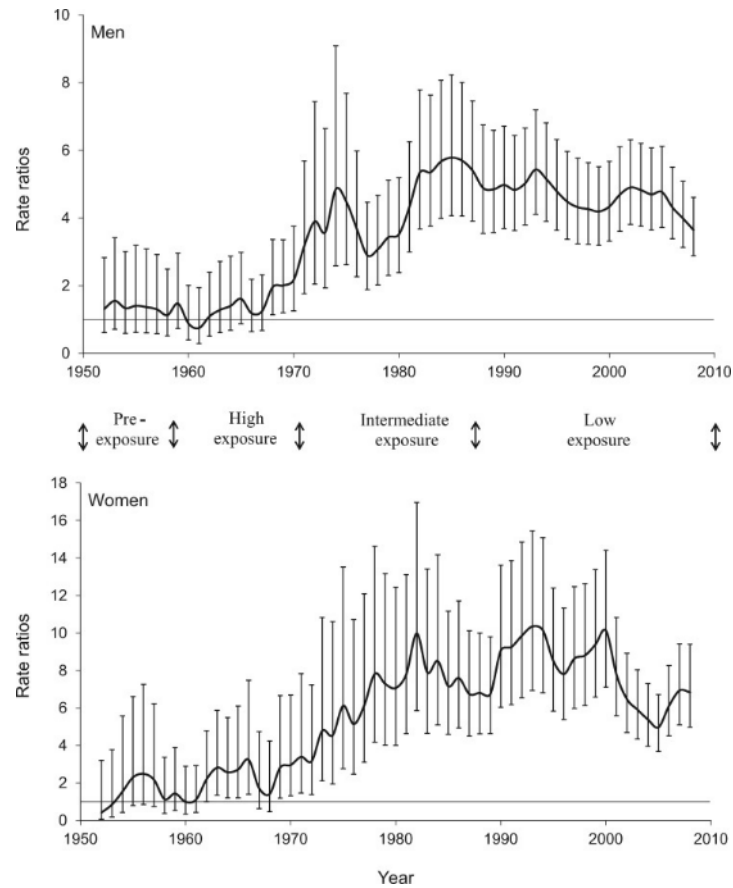 10
Men
8
6
4
2
0
Rate ratios
1950 1960 1970 1980 1990 2000 2010
Pre-exposure
High exposure
Intermediate exposure
Low exposure
18
Women
16
14
12
10
8
6
4
2
0
Rate ratios
1950 1960 1970 1980 1990 2000 2010
Year